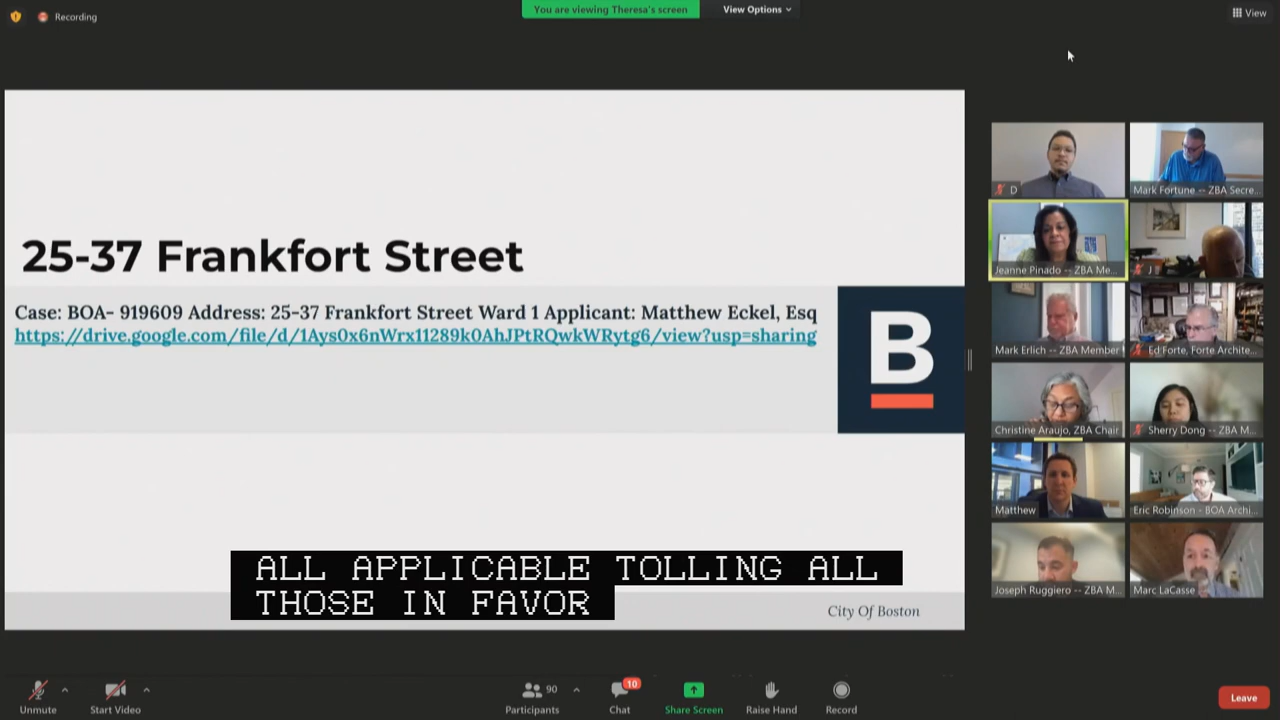 Recording
You are viewing Theresa's screen
View Options
View
25-37 Frankfort Street
Case: BOA- 919609 Address: 25-37 Frankfort Street Ward 1 Applicant: Matthew Eckel, Esq
https://drive.google.com/file/d/1Ays0x6nWrx11289k0AhJPtRQwkWRytg6/view?usp=sharing
B
City Of Boston
ALL APPLICABLE TOLLING ALL
THOSE IN FAVOR
D
Mark Fortune -- ZBA Secre...
Jeanne Pinado -- ZBA Me...
J
Mark Erlich -- ZBA Member
Ed Forte, Forte Archite...
Christine Araujo, ZBA Chair
Sherry Dong -- ZBA M...
Matthew
Eric Robinson - BOA Archi...
Joseph Ruggiero -- ZBA M...
Marc LaCasse
Unmute
Start Video
90
Participants
10
Chat
Share Screen
Raise Hand
Record
Leave